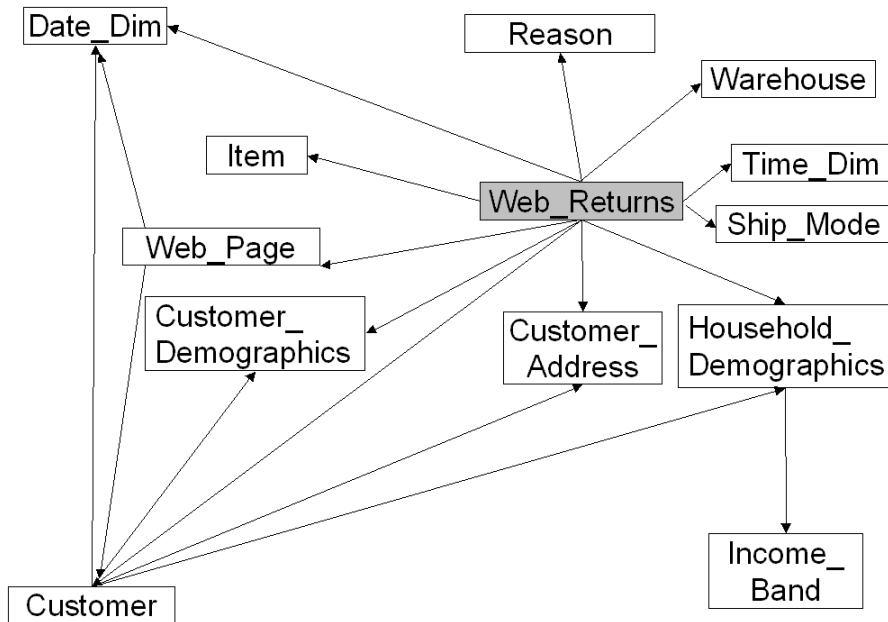 Date_Dim
Reason
Warehouse
Item
Time_Dim
Web_Returns
Ship_Mode
Web_Page
Customer_
Demographics
Customer_
Address
Household_
Demographics
Income_
Band
Customer